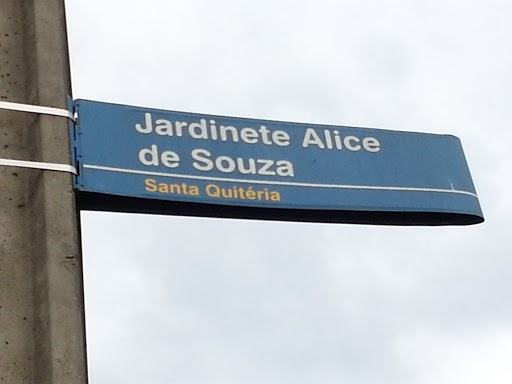 Jardinete Alice
de Souza
Santa Quitéria